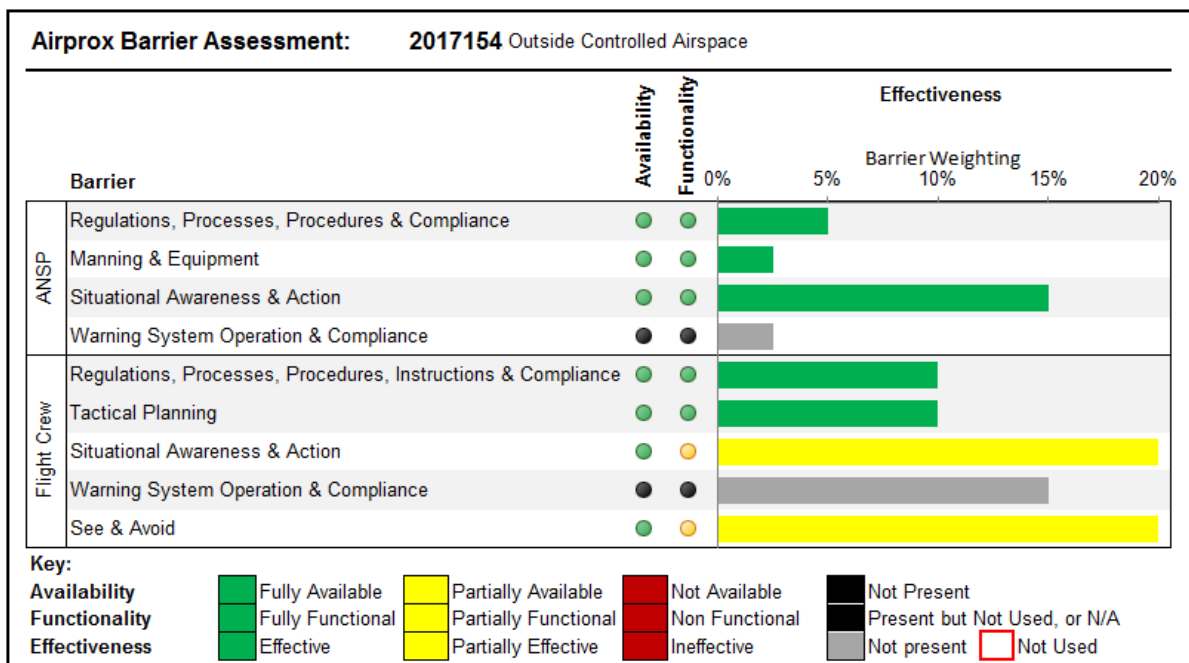 Airprox Barrier Assessment: 2017154 Outside Controlled Airspace
Availability
Functionality
Effectiveness
Barrier Weighting
Barrier
0% 5% 10% 15% 20%
ANSP
Regulations, Processes, Procedures & Compliance
Manning & Equipment
Situational Awareness & Action
Warning System Operation & Compliance
Flight Crew
Regulations, Processes, Procedures, Instructions & Compliance
Tactical Planning
Situational Awareness & Action
Warning System Operation & Compliance
See & Avoid
Key:
Availability Fully Available Partially Available Not Available Not Present
Functionality Fully Functional Partially Functional Non Functional Present but Not Used, or N/A
Effectiveness Effective Partially Effective Ineffective Not present Not Used